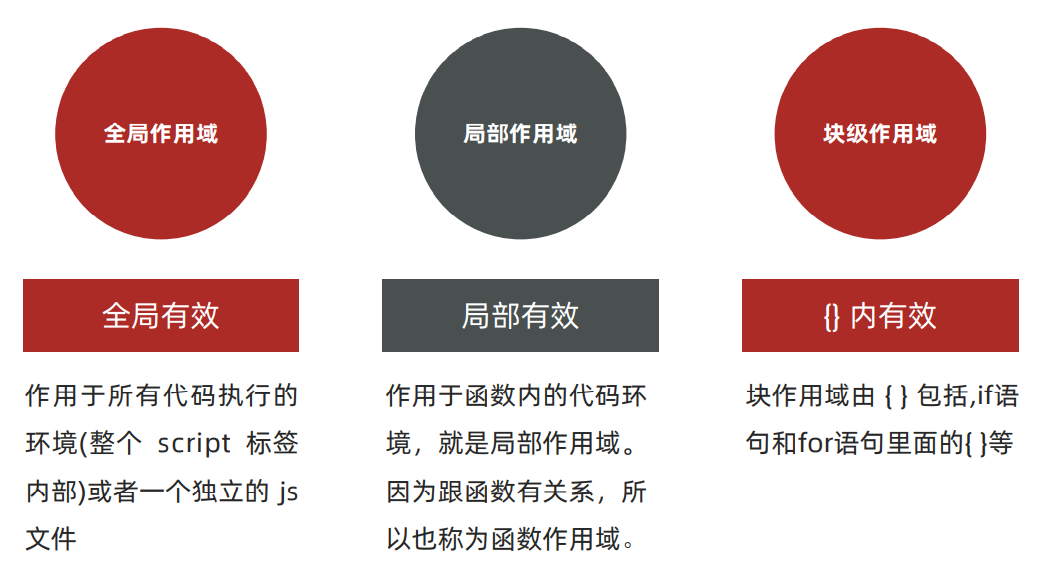 全局作用域
局部作用域
块级作用域
全局有效
局部有效
{} 内有效
作用于所有代码执行的
环境(整个 script 标签
内部)或者一个独立的 js
文件
作用于函数内的代码环
境，就是局部作用域。
因为跟函数有关系，所
以也称为函数作用域。
块作用域由 { } 包括,if语
句和for语句里面的{ }等